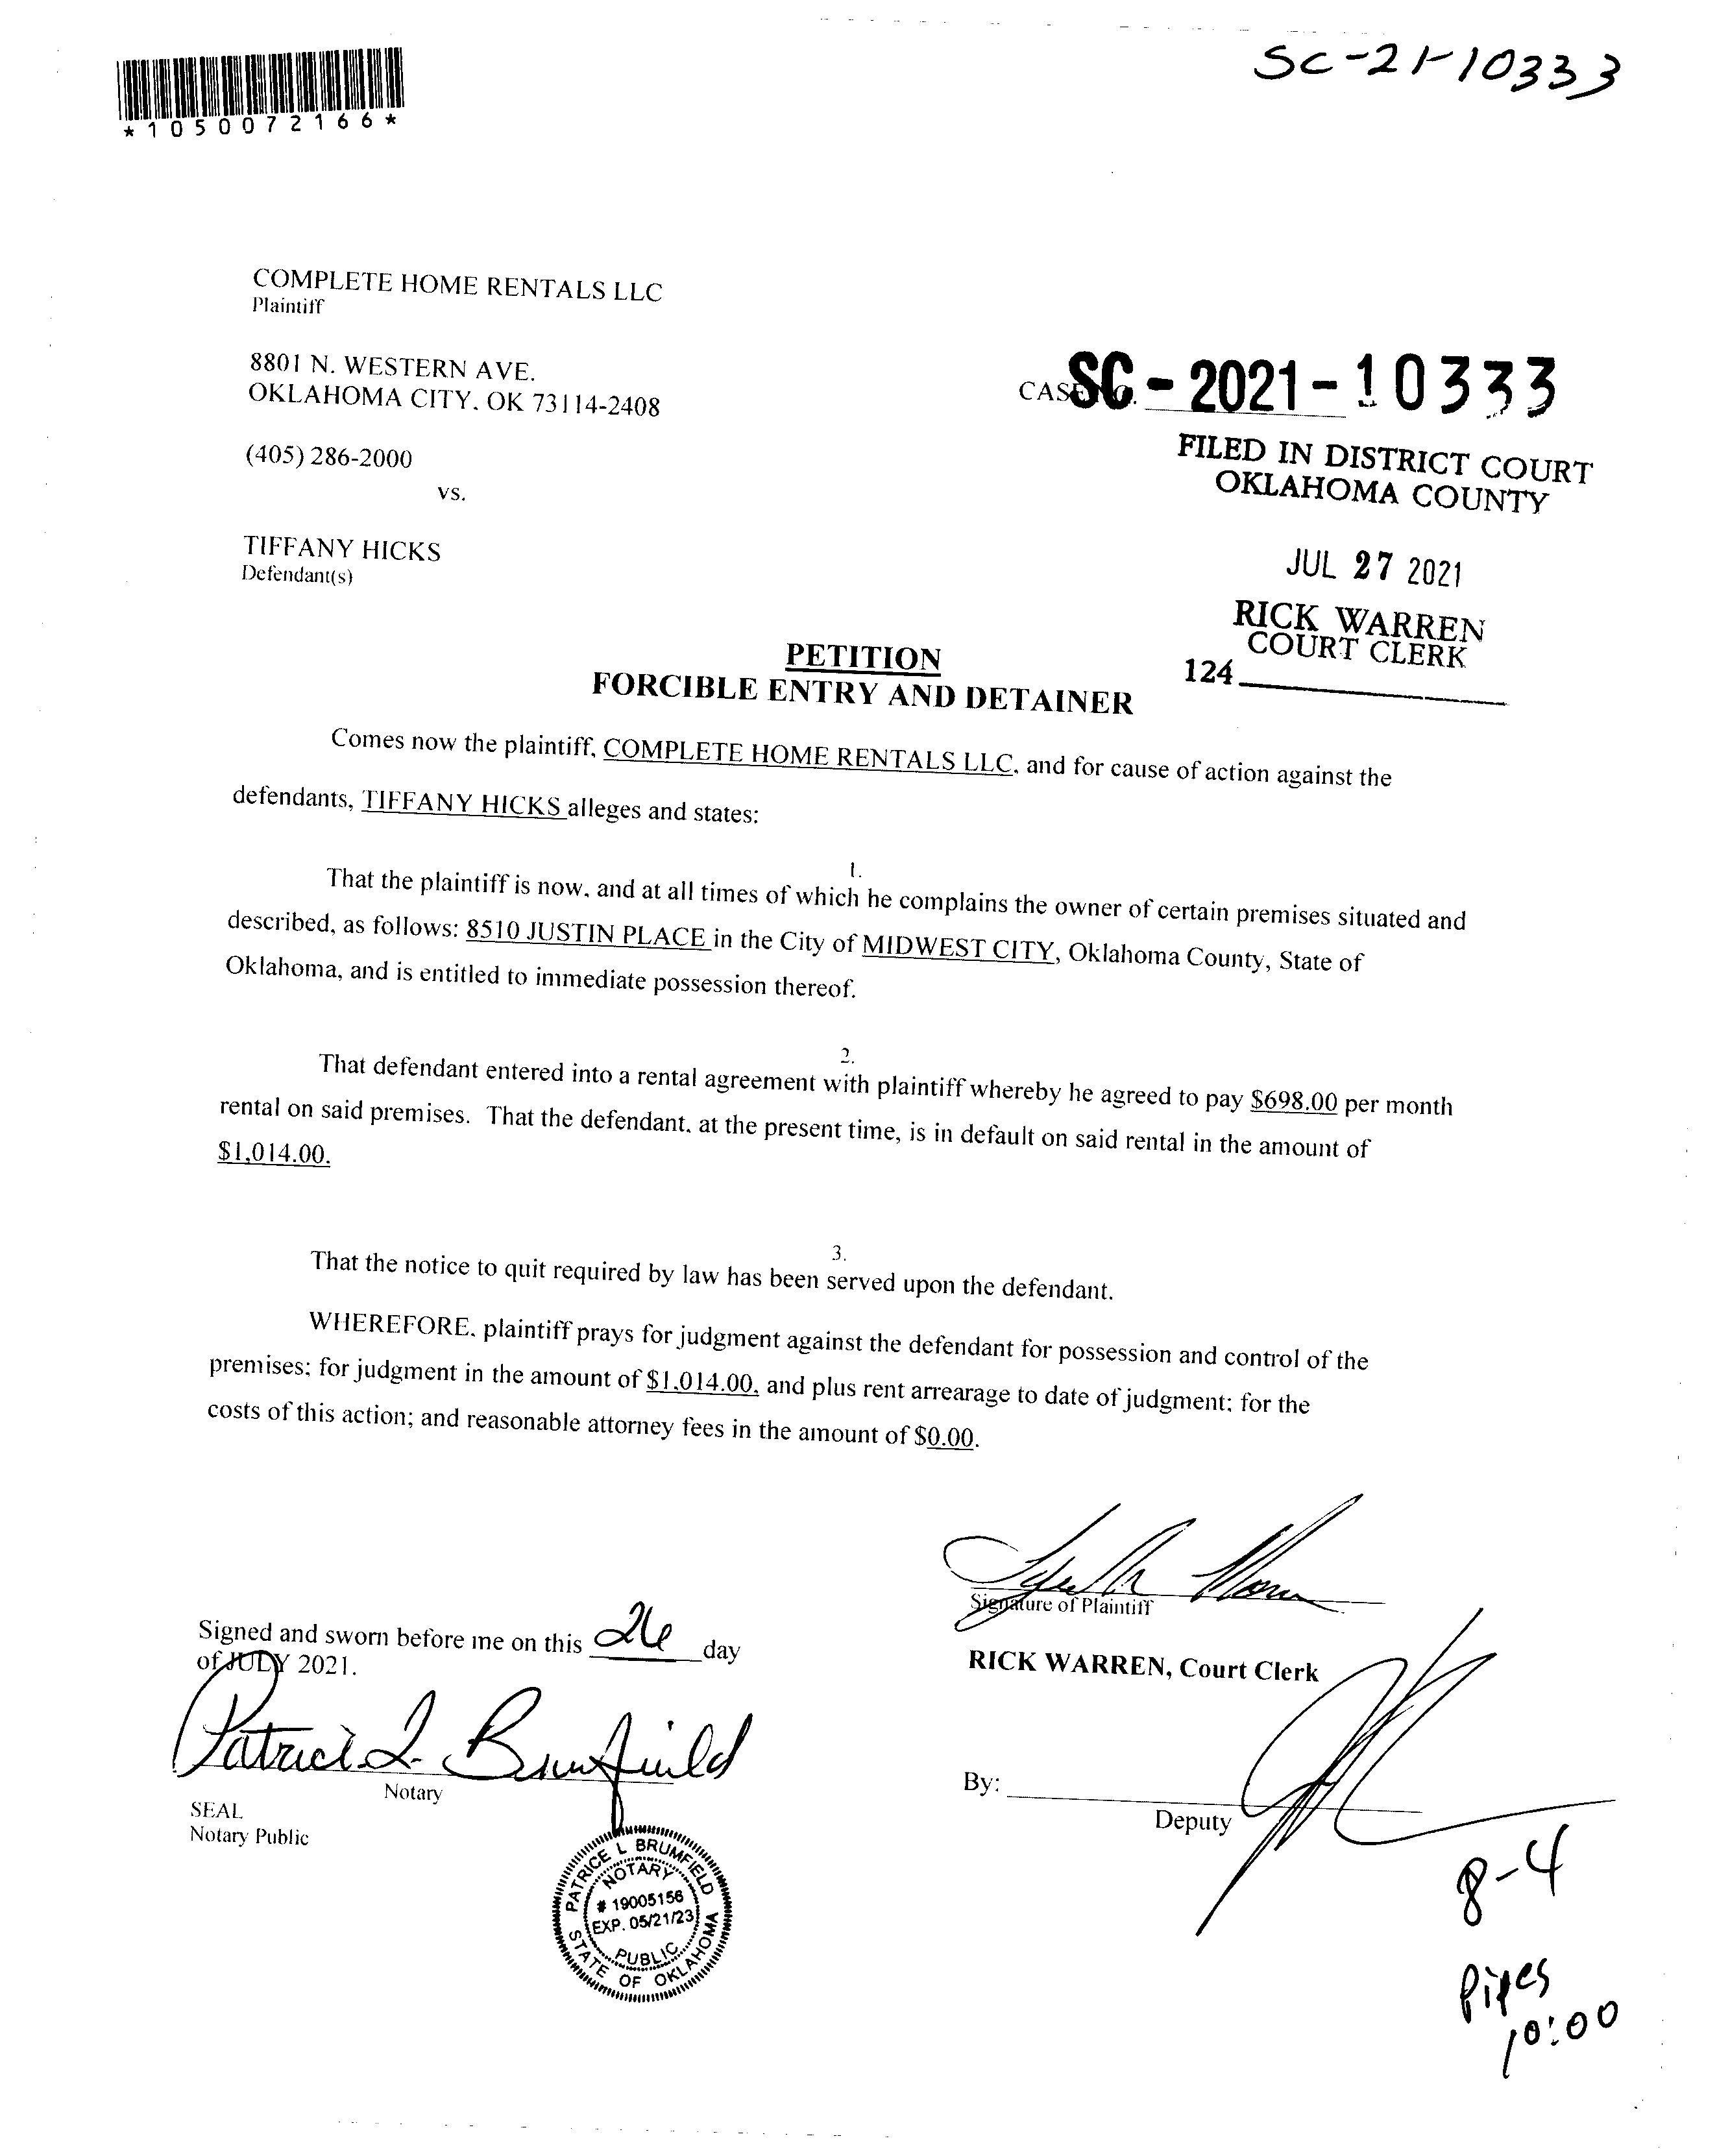 SC-21-10333
*1050072166*
COMPLETE HOME RENTALS LLC
Plaintiff
8801 N. WESTERN AVE.
OKLAHOMA CITY, OK 73114-2408
(405) 286-2000
vs.
TIFFANY HICKS
Defendant(s)
CAS SC - 2021 - 10333
FILED IN DISTRICT COURT
OKLAHOMA COUNTY
JUL 27 2021
RICK WARREN
COURT CLERK
124
PETITION
FORCIBLE ENTRY AND DETAINER
Comes now the plaintiff, COMPLETE HOME RENTALS LLC, and for cause of action against the
defendants, TIFFANY HICKS alleges and states:
1.
That the plaintiff is now, and at all times of which he complains the owner of certain premises situated and
described, as follows: 8510 JUSTIN PLACE in the City of MIDWEST CITY, Oklahoma County, State of
Oklahoma, and is entitled to immediate possession thereof.
2.
That defendant entered into a rental agreement with plaintiff whereby he agreed to pay $698.00 per month
rental on said premises. That the defendant, at the present time, is in default on said rental in the amount of
$1,014.00.
3.
That the notice to quit required by law has been served upon the defendant.
WHEREFORE, plaintiff prays for judgment against the defendant for possession and control of the
premises; for judgment in the amount of $1,014.00, and plus rent arrearage to date of judgment; for the
costs of this action; and reasonable attorney fees in the amount of $0.00.
Signature of Plaintiff
Signed and sworn before me on this 26 day
of JULY 2021.
RICK WARREN, Court Clerk
Patrice L. Brumfield
Notary
By:
Deputy
SEAL
Notary Public
PATRICE L BRUMFIELD
NOTARY
# 19005156
EXP. 05/21/23
PUBLIC
STATE OF OKLAHOMA
8-4
Pipes
10:00